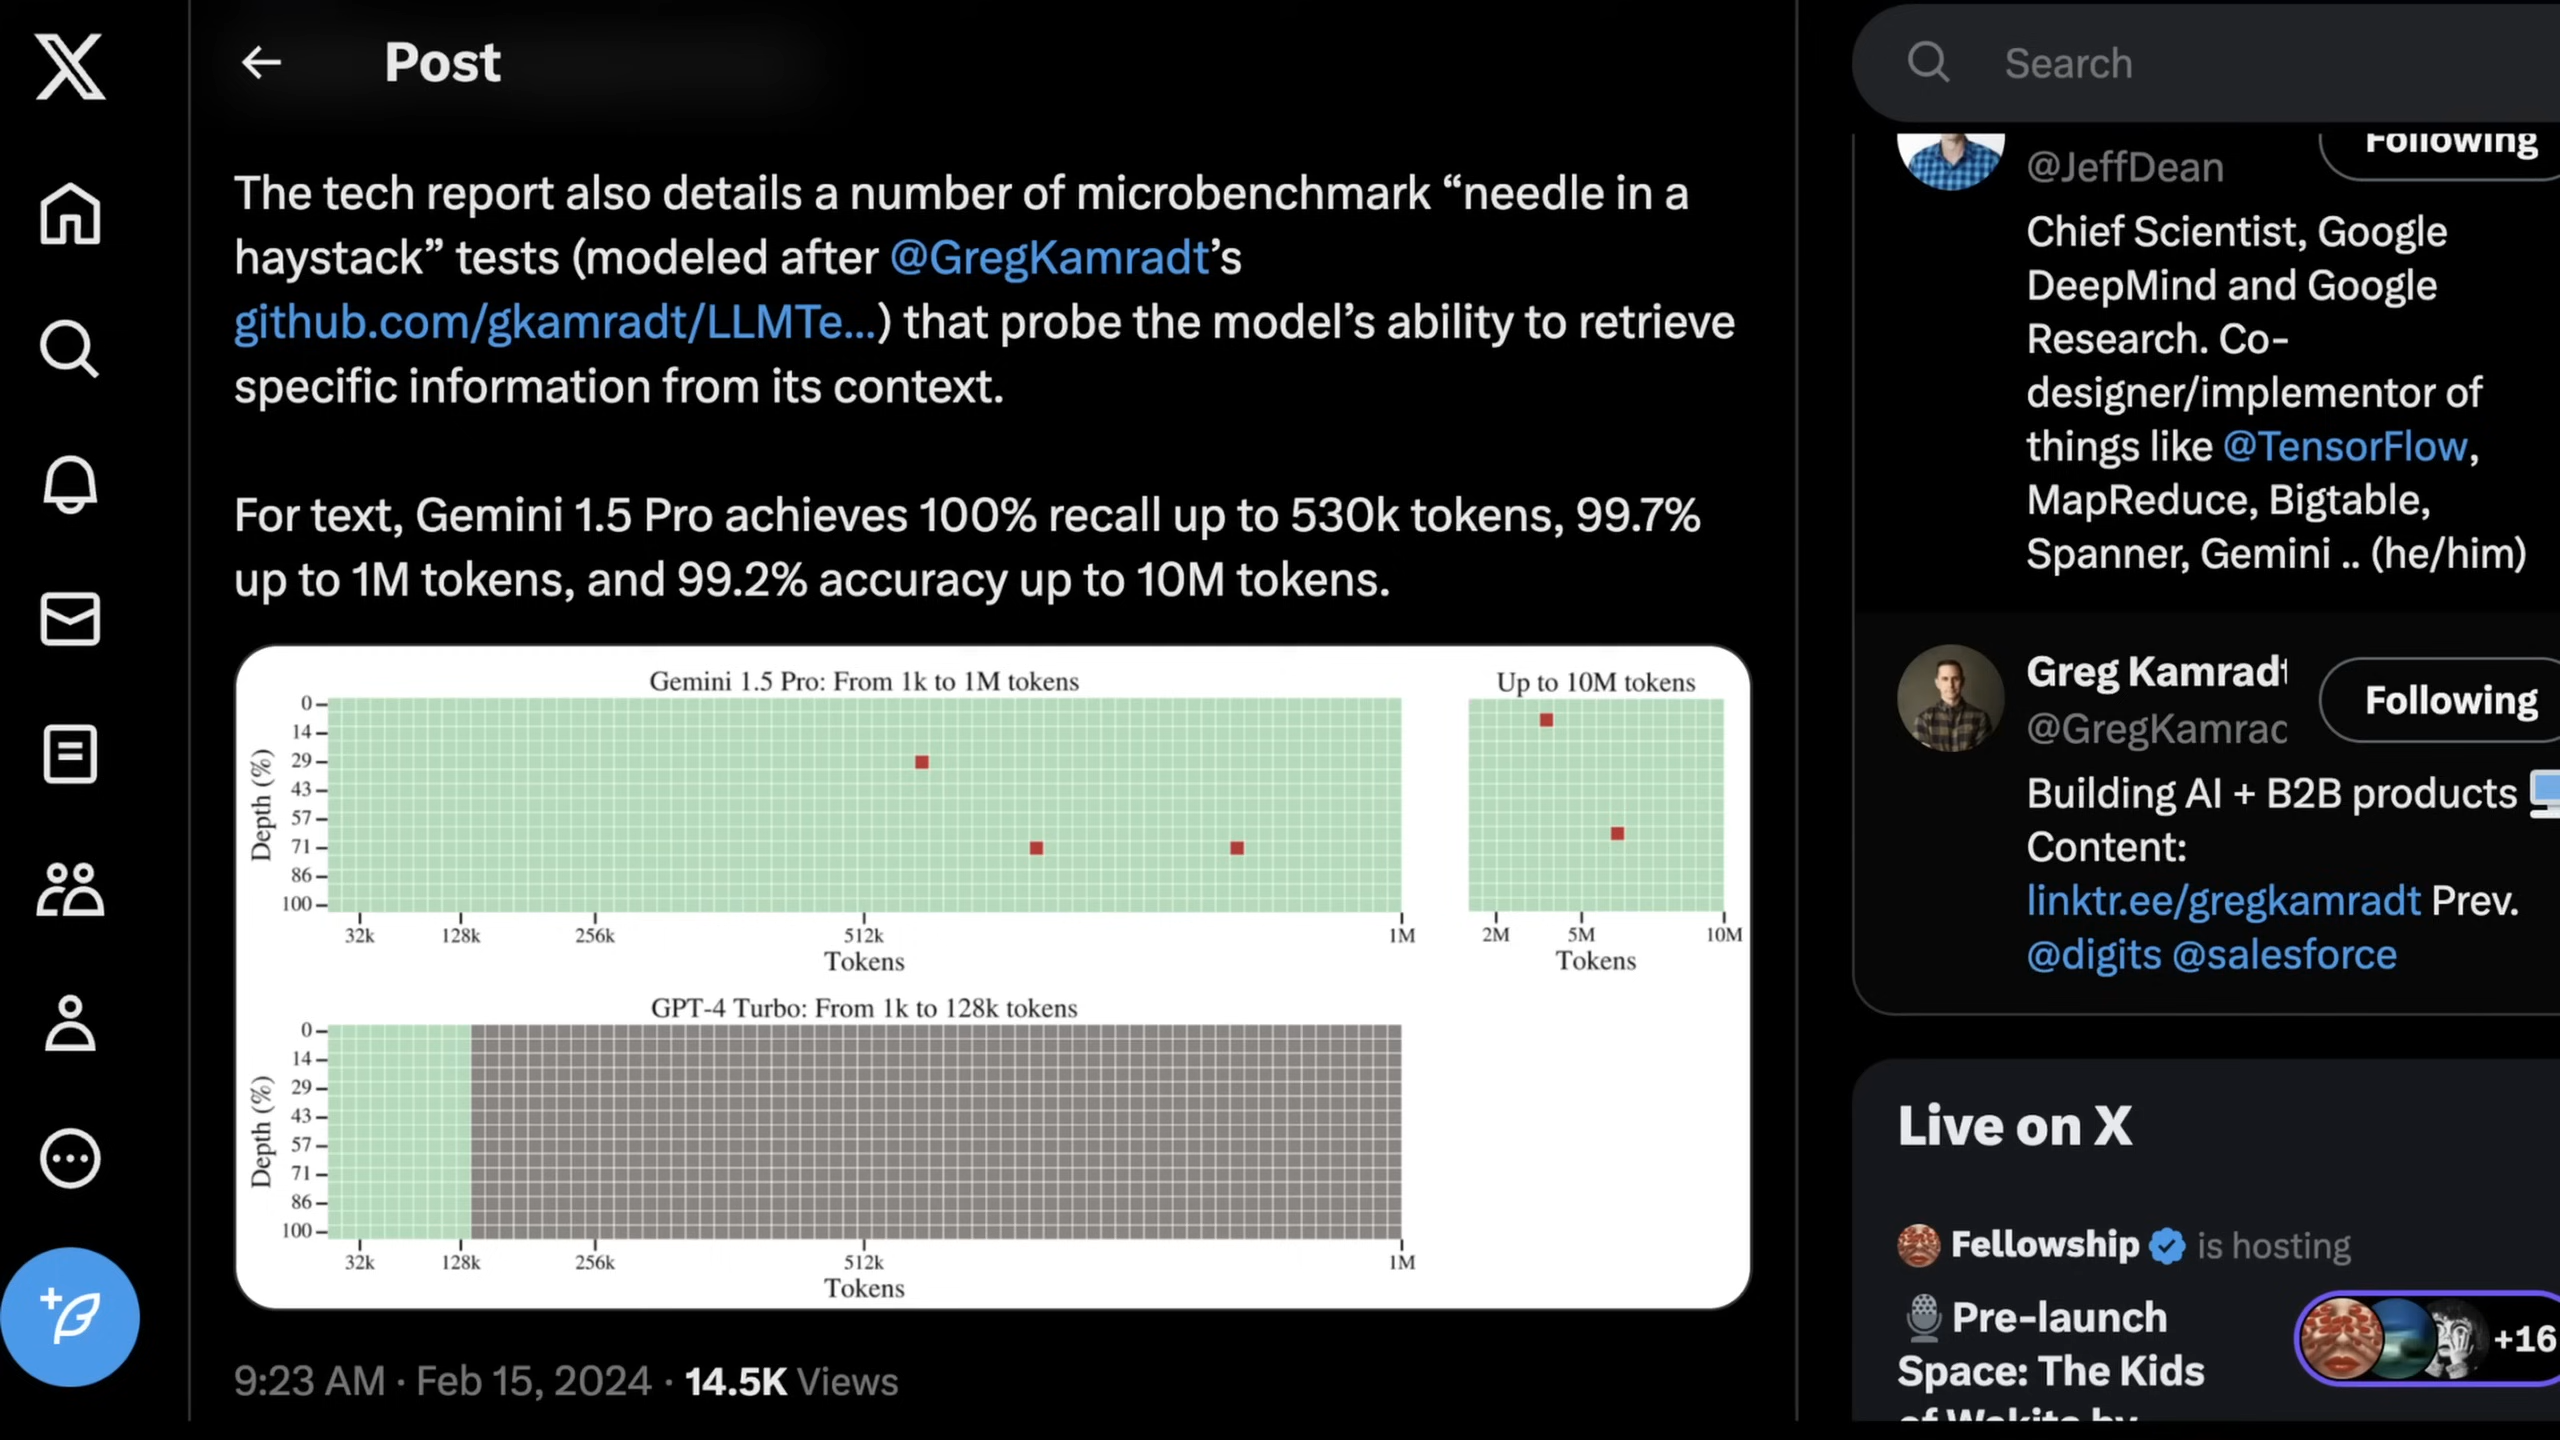 Post
The tech report also details a number of microbenchmark “needle in a
haystack” tests (modeled after @GregKamradt’s
github.com/gkamradt/LLMTe...) that probe the model’s ability to retrieve
specific information from its context.
For text, Gemini 1.5 Pro achieves 100% recall up to 530k tokens, 99.7%
up to 1M tokens, and 99.2% accuracy up to 10M tokens.
Gemini 1.5 Pro: From 1k to 1M tokens
Depth (%)
0
14
29
43
57
71
86
100
32k 128k 256k 512k 1M
Tokens
Up to 10M tokens
2M 5M 10M
Tokens
GPT-4 Turbo: From 1k to 128k tokens
Depth (%)
0
14
29
43
57
71
86
100
32k 128k 256k 512k 1M
Tokens
9:23 AM · Feb 15, 2024 · 14.5K Views
Search
@JeffDean
Following
Chief Scientist, Google
DeepMind and Google
Research. Co-
designer/implementor of
things like @TensorFlow,
MapReduce, Bigtable,
Spanner, Gemini .. (he/him)
Greg Kamradt
@GregKamrad
Following
Building AI + B2B products
Content:
linktr.ee/gregkamradt Prev.
@digits @salesforce
Live on X
Fellowship is hosting
Pre-launch
Space: The Kids
+16